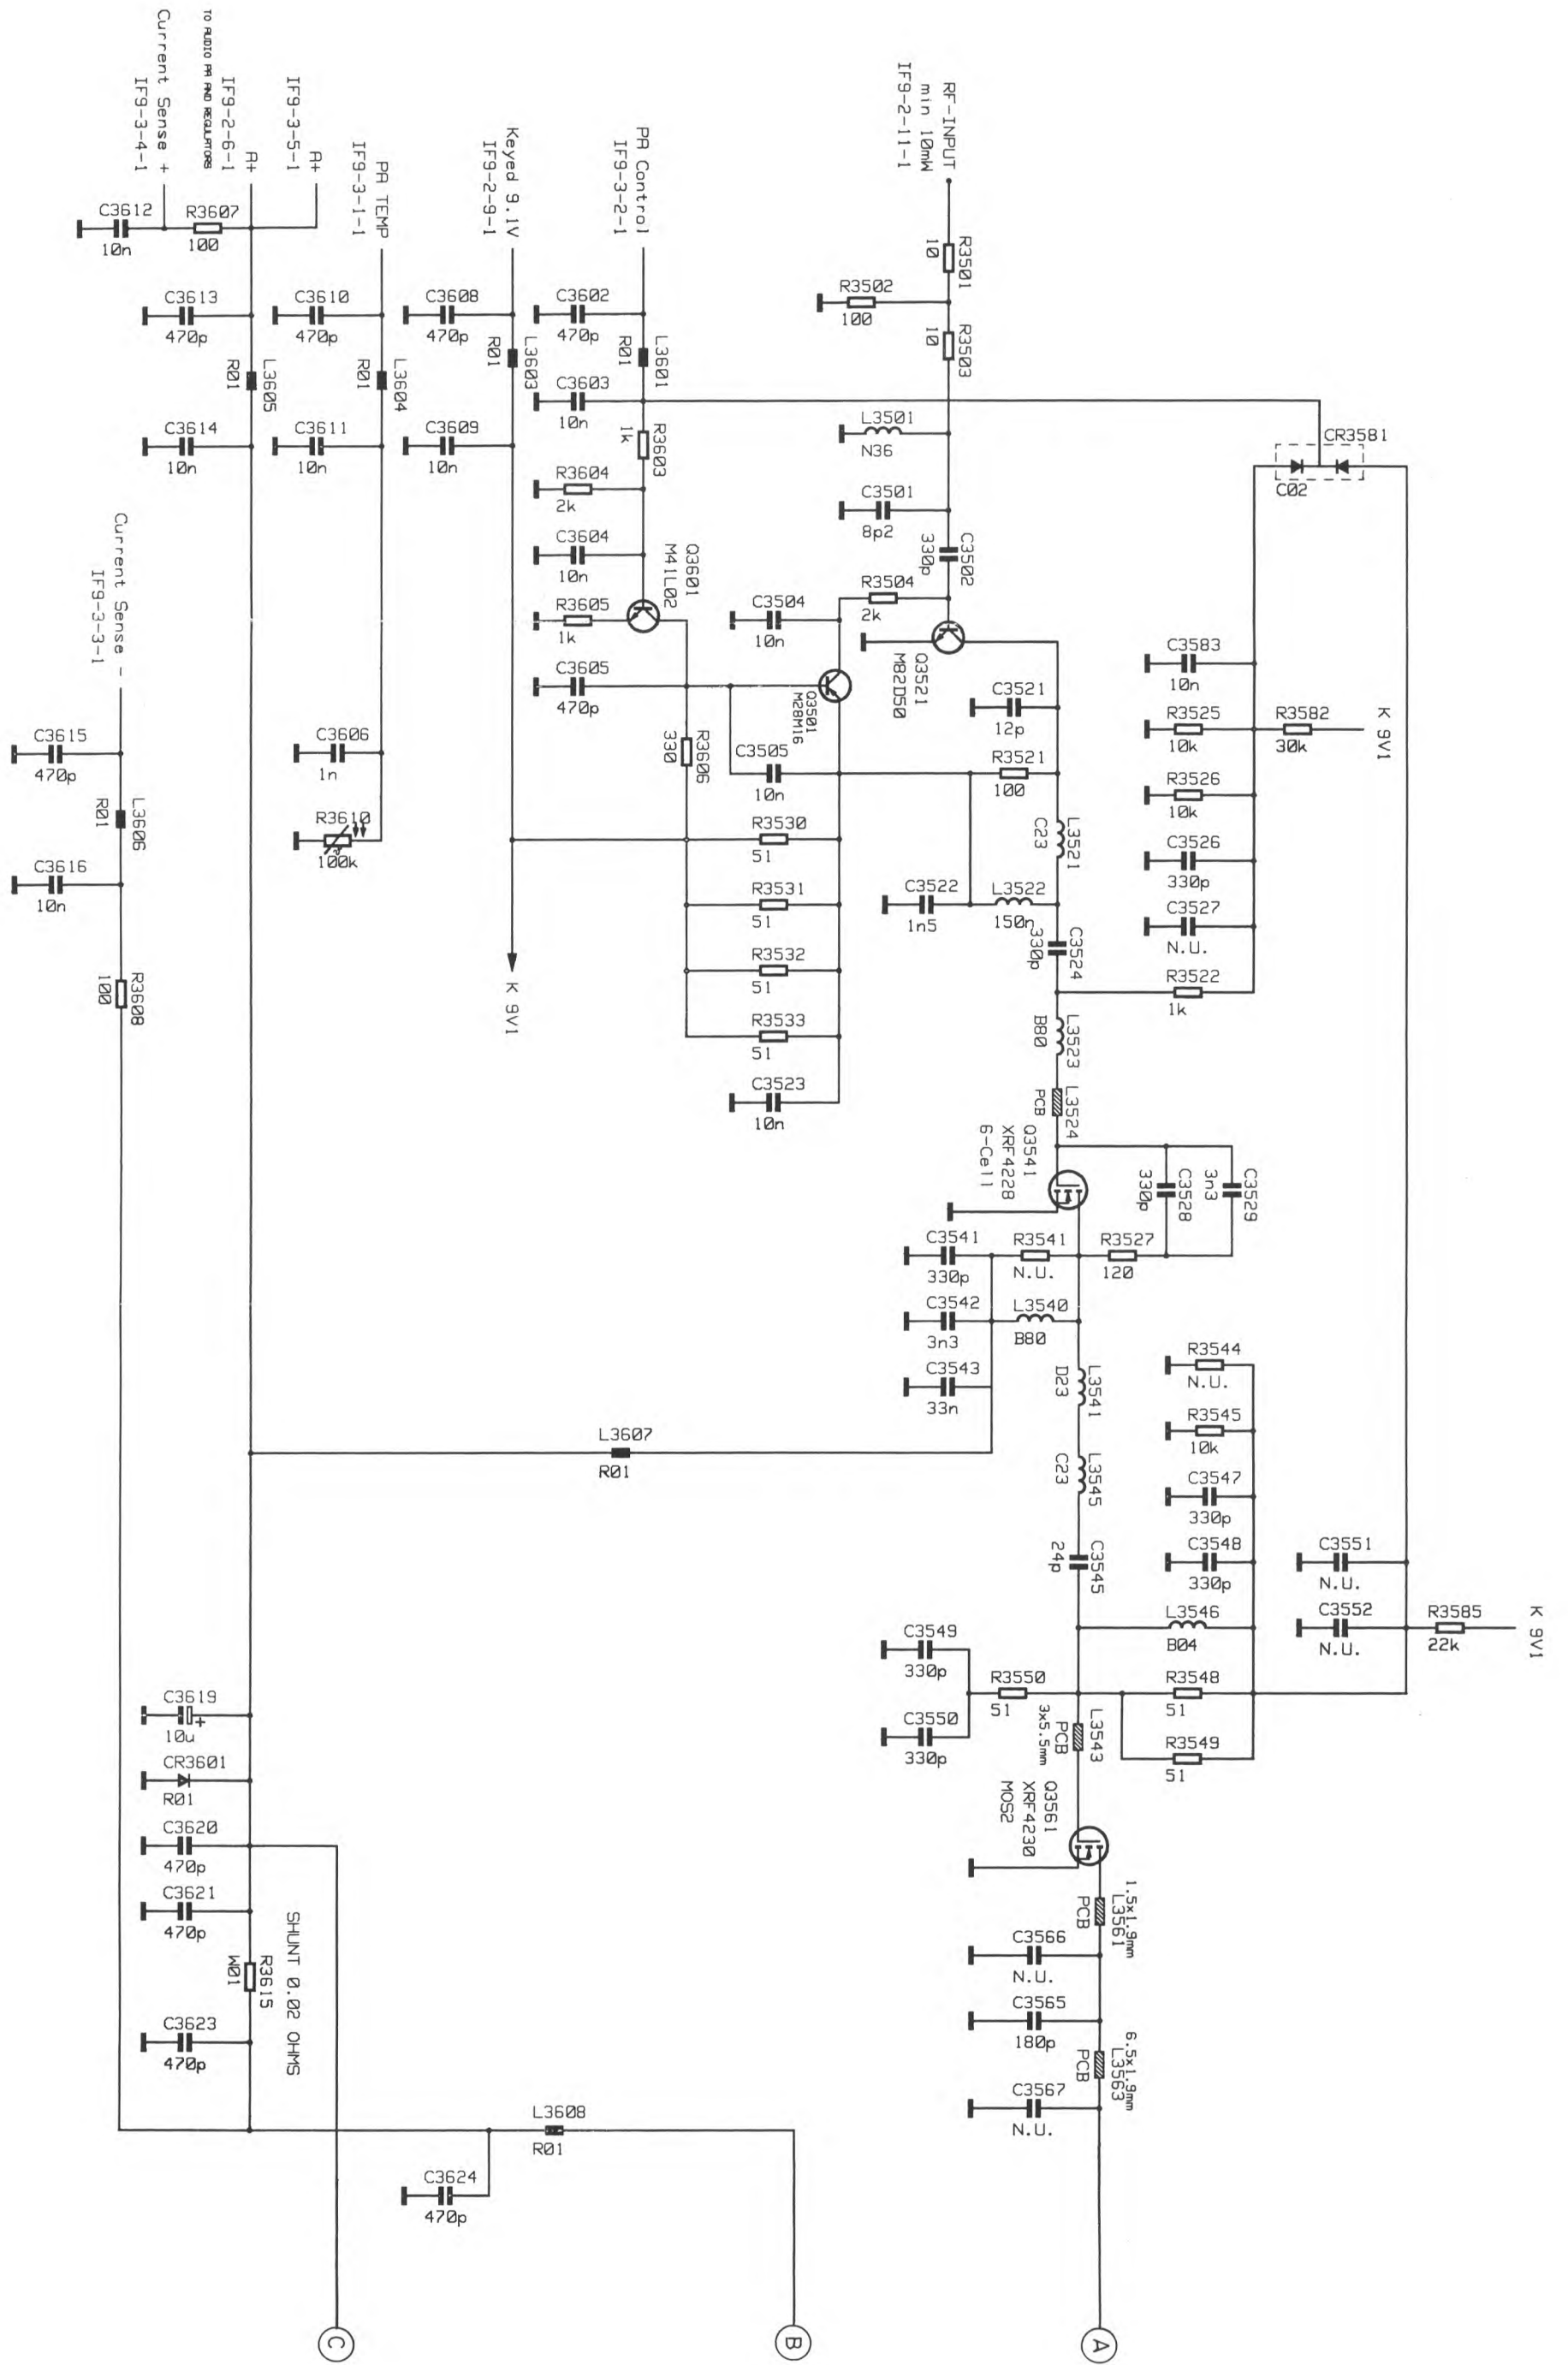 TO AUDIO PA AND REGULATORS
Current Sense +
IF9-3-4-1
A+
IF9-2-6-1
A+
IF9-3-5-1
PA TEMP
IF9-3-1-1
Keyed 9.1V
IF9-2-9-1
PA Control
IF9-3-2-1
RF-INPUT
min 10mW
IF9-2-11-1
C3612
10n
R3607
100
R3501
10
R3502
100
R3503
10
C3613
470p
C3610
470p
C3608
470p
C3602
470p
L3605
R01
L3604
R01
L3603
R01
L3601
R01
C3603
10n
L3501
N36
CR3581
C02
C3614
10n
C3611
10n
C3609
10n
R3603
1k
R3604
2k
C3501
8p2
C3502
330p
C3604
10n
Q3601
M41L02
R3605
1k
C3504
10n
R3504
2k
Q3521
M82D50
C3605
470p
Q3501
M28M16
C3521
12p
C3583
10n
R3525
10k
R3582
30k
K 9V1
Current Sense -
IF9-3-3-1
C3615
470p
C3606
1n
R3606
330
C3505
10n
R3521
100
R3526
10k
L3606
R01
R3610
100k
R3530
51
L3521
C23
C3526
330p
C3616
10n
R3531
51
C3522
1n5
L3522
150n
C3524
330p
C3527
N.U.
R3608
100
K 9V1
R3532
51
R3522
1k
R3533
51
L3523
B80
C3523
10n
L3524
PCB
Q3541
XRF4228
6-Cell
C3528
330p
C3529
3n3
C3541
330p
R3541
N.U.
R3527
120
C3542
3n3
L3540
B80
C3543
33n
L3541
D23
R3544
N.U.
R3545
10k
L3607
R01
L3545
C23
C3547
330p
C3545
24p
C3548
330p
C3551
N.U.
L3546
B04
C3552
N.U.
R3585
22k
K 9V1
C3549
330p
R3550
51
R3548
51
C3550
330p
L3543
PCB
3x5.5mm
R3549
51
C3619
+
10u
CR3601
R01
Q3561
XRF4230
MOS2
C3620
470p
C3621
470p
1.5x1.9mm
L3561
PCB
C3566
N.U.
SHUNT 0.02 OHMS
R3615
W01
C3565
180p
C3623
470p
6.5x1.9mm
L3563
PCB
C3567
N.U.
L3608
R01
C3624
470p
C
B
A